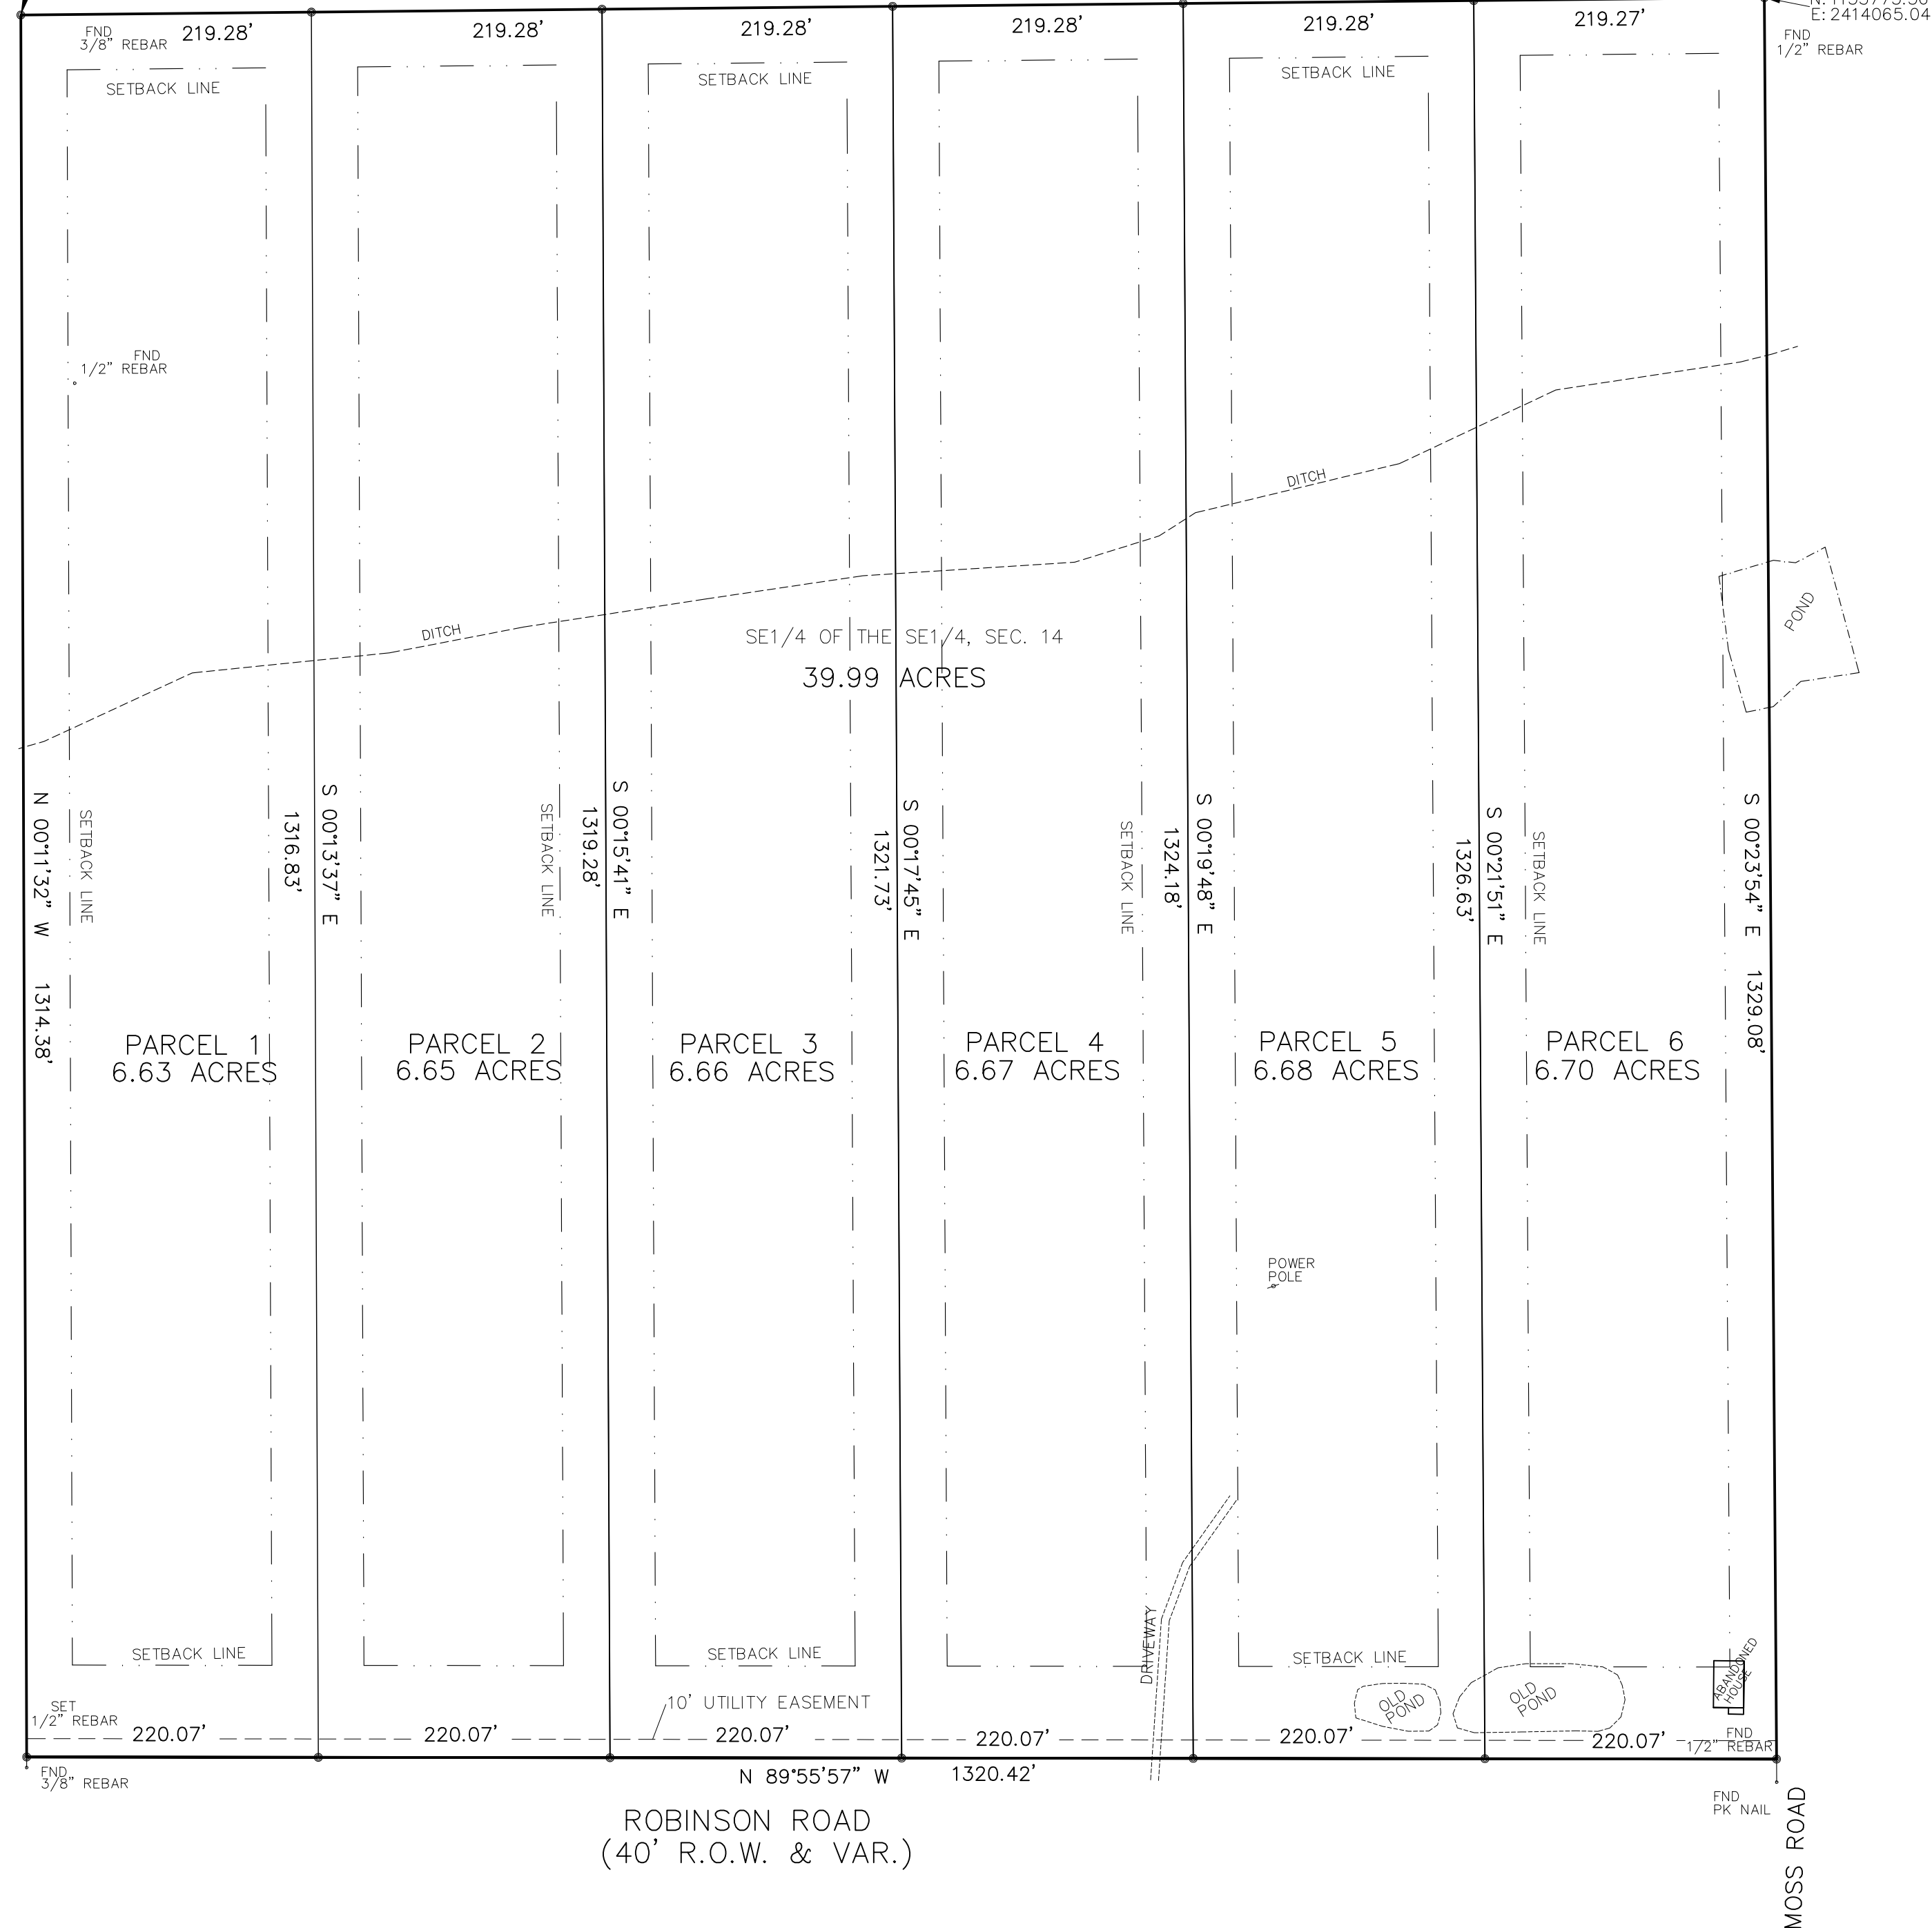 E: 2414065.04
219.28'
219.28'
219.28'
219.28'
219.28'
219.27'
FND
3/8" REBAR
FND
1/2" REBAR
SETBACK LINE
SETBACK LINE
SETBACK LINE
FND
1/2" REBAR
DITCH
DITCH
POND
SE1/4 OF THE SE1/4, SEC. 14
39.99 ACRES
N 00°11'32" W 1314.38'
SETBACK LINE
1316.83'
S 00°13'37" E
SETBACK LINE
1319.28'
S 00°15'41" E
1321.73'
S 00°17'45" E
SETBACK LINE
1324.18'
S 00°19'48" E
1326.63'
S 00°21'51" E
SETBACK LINE
S 00°23'54" E 1329.08'
PARCEL 1
6.63 ACRES
PARCEL 2
6.65 ACRES
PARCEL 3
6.66 ACRES
PARCEL 4
6.67 ACRES
PARCEL 5
6.68 ACRES
PARCEL 6
6.70 ACRES
POWER
POLE
DRIVEWAY
SETBACK LINE
SETBACK LINE
SETBACK LINE
ABANDONED
HOUSE
OLD
POND
OLD
POND
SET
1/2" REBAR
10' UTILITY EASEMENT
220.07'
220.07'
220.07'
220.07'
220.07'
220.07'
FND
1/2" REBAR
FND
3/8" REBAR
N 89°55'57" W 1320.42'
FND
PK NAIL
ROBINSON ROAD
(40' R.O.W. & VAR.)
MOSS ROAD